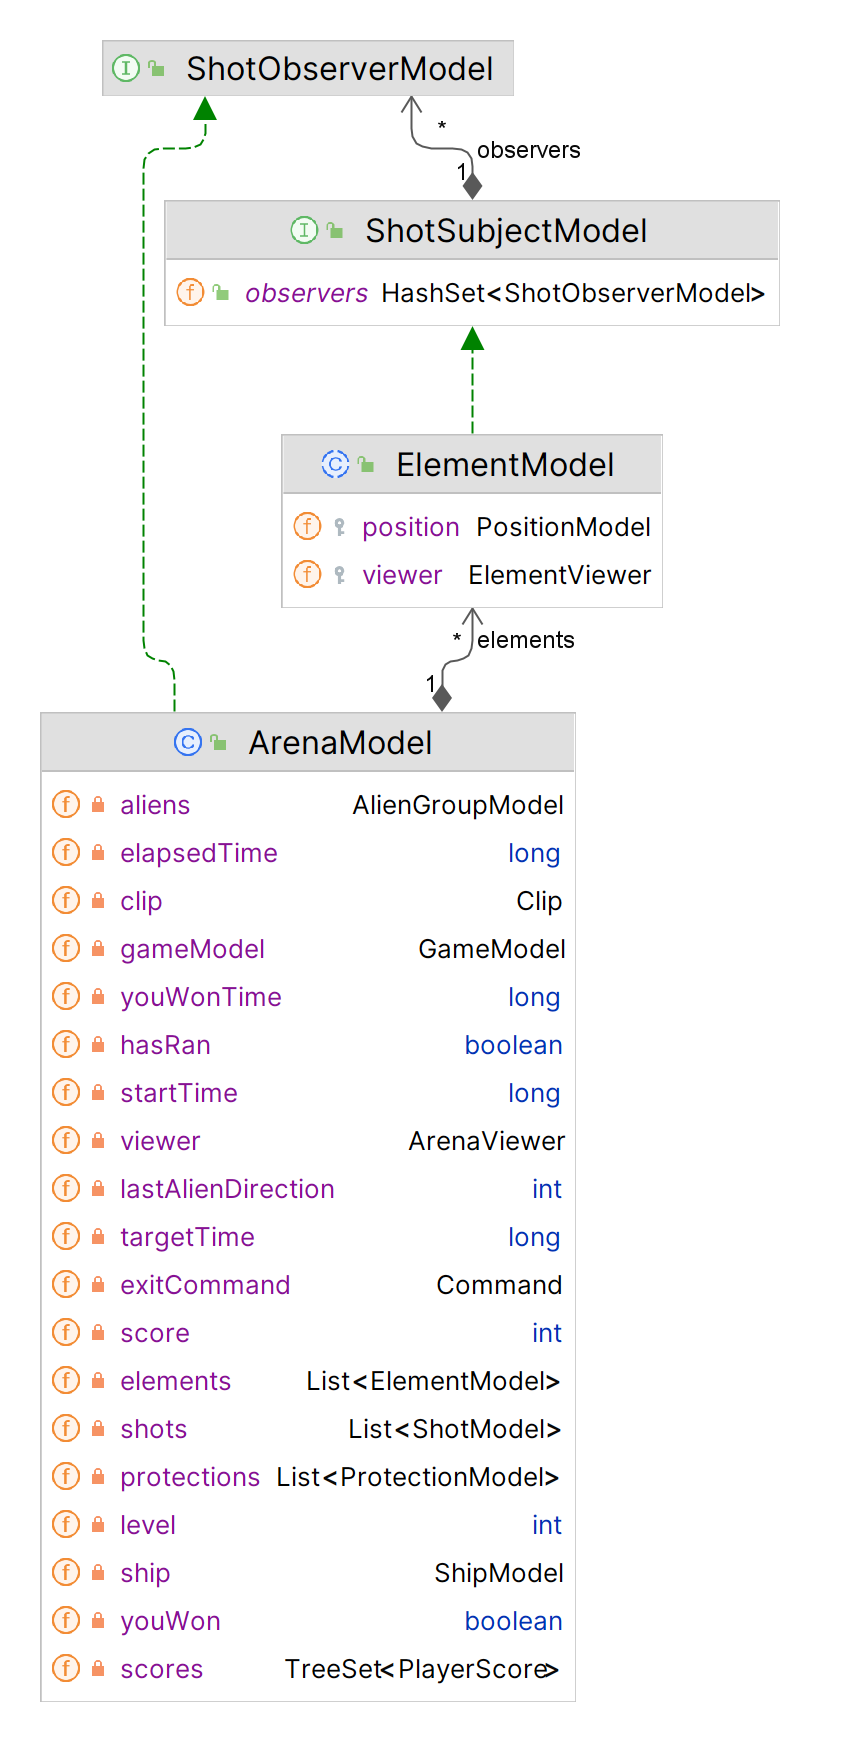 ShotObserverModel
*
observers
1
ShotSubjectModel
observers HashSet<ShotObserverModel>
ElementModel
position PositionModel
viewer ElementViewer
* elements
1
ArenaModel
aliens AlienGroupModel
elapsedTime long
clip Clip
gameModel GameModel
youWonTime long
hasRan boolean
startTime long
viewer ArenaViewer
lastAlienDirection int
targetTime long
exitCommand Command
score int
elements List<ElementModel>
shots List<ShotModel>
protections List<ProtectionModel>
level int
ship ShipModel
youWon boolean
scores TreeSet<PlayerScore>